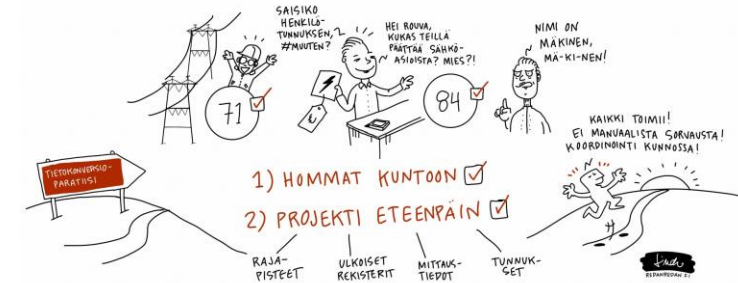 SAISIKO
HENKILÖ-
TUNNUKSEN,
#MUUTEN?
71
HEI ROUVA,
KUKAS TEILLÄ
PÄÄTTÄÄ SÄHKÖ-
ASIOISTA? MIES?!
€
84
NIMI ON
MÄKINEN,
MÄ-KI-NEN!
KAIKKI TOIMII!
EI MANUAALISTA SORVAUSTA!
KOORDINOINTI KUNNOSSA!
TIETOKONVERSIO-
PARATIISI
1) HOMMAT KUNTOON
2) PROJEKTI ETEENPÄIN
RAJA-
PISTEET
ULKOISET
REKISTERIT
MITTAUS-
TIEDOT
TUNNUK-
SET
REDANREDAN.FI